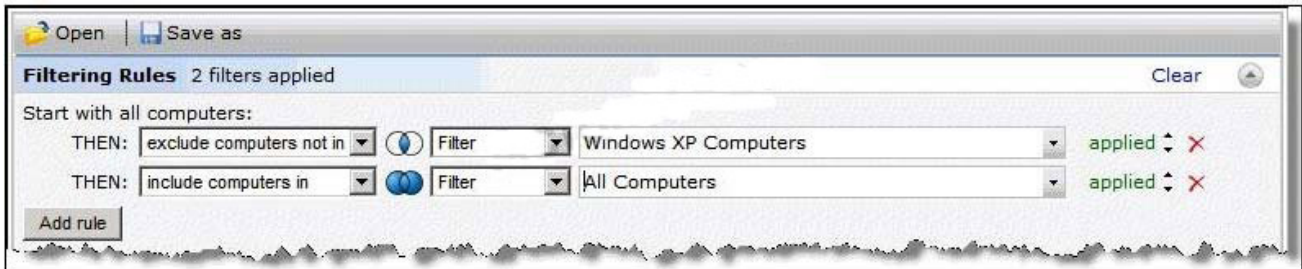 Open Save as
Filtering Rules 2 filters applied Clear
Start with all computers:
THEN: exclude computers not in Filter Windows XP Computers applied
THEN: include computers in Filter All Computers applied
Add rule